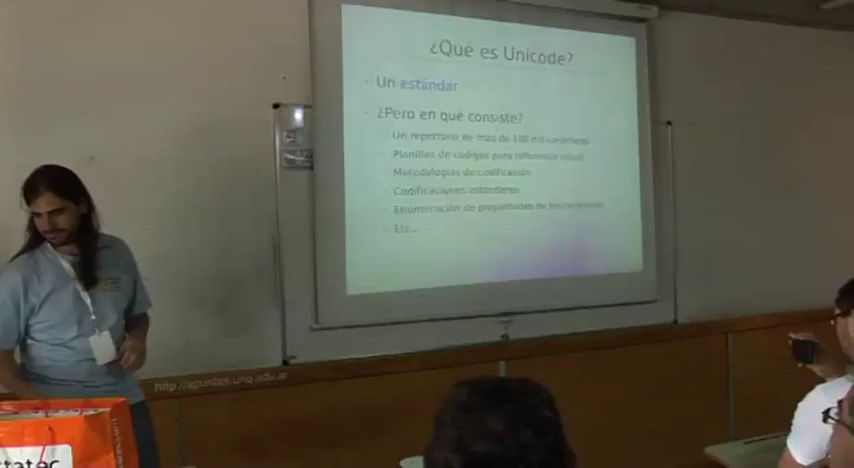 ¿Qué es Unicode?
Un estándar
¿Pero en qué consiste?
Un repertorio de más de 100 mil caracteres
Planillas de códigos para referencia visual
Metodologías de codificación
Codificaciones estándares
Enumeración de propiedades de los caracteres
Etc...
http://apuntes.unq.edu.ar